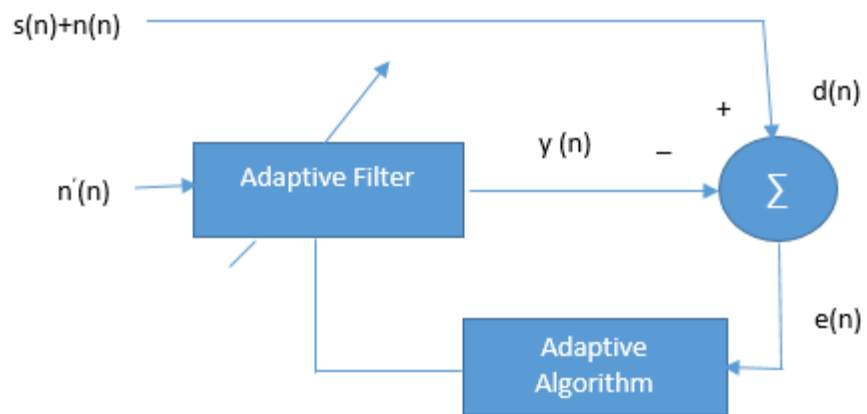 s(n)+n(n)
d(n)
+
y (n)
–
Adaptive Filter
n′(n)
∑
e(n)
Adaptive
Algorithm